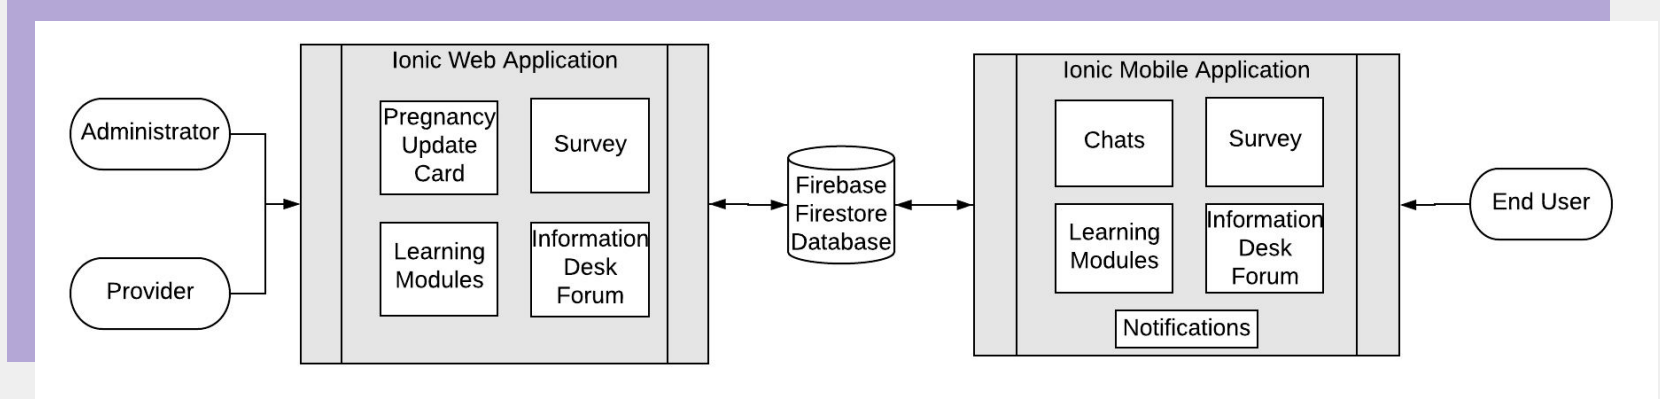 Administrator
Provider
Ionic Web Application
Pregnancy
Update
Card
Survey
Learning
Modules
Information
Desk
Forum
Firebase
Firestore
Database
Ionic Mobile Application
Chats
Survey
Learning
Modules
Information
Desk
Forum
Notifications
End User